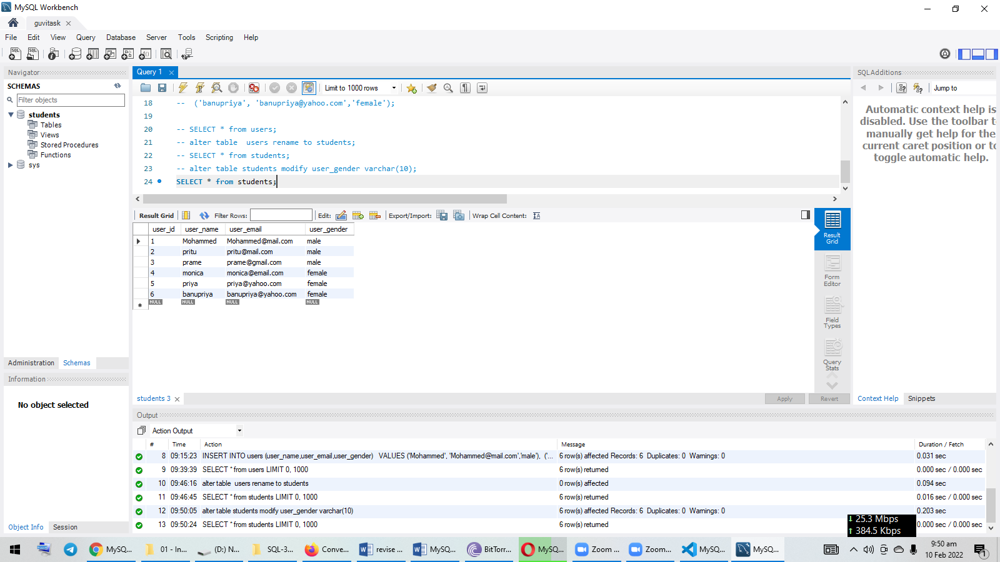 MySQL Workbench
guvitask
File Edit View Query Database Server Tools Scripting Help
Navigator
SCHEMAS
Filter objects
students
Tables
Views
Stored Procedures
Functions
sys
Administration Schemas
Information
No object selected
Object Info Session
Query 1
Limit to 1000 rows
18 -- ('banupriya', 'banupriya@yahoo.com','female');
19
20 -- SELECT * from users;
21 -- alter table  users rename to students;
22 -- SELECT * from students;
23 -- alter table students modify user_gender varchar(10);
24 SELECT * from students;
Result Grid Filter Rows: Edit: Export/Import: Wrap Cell Content:
user_id user_name user_email user_gender
1 Mohammed Mohammed@mail.com male
2 pritu pritu@mail.com male
3 prame prame@gmail.com male
4 monica monica@email.com female
5 priya priya@yahoo.com female
6 banupriya banupriya@yahoo.com female
NULL NULL NULL NULL
Result
Grid
Form
Editor
Field
Types
Query
Stats
students 3
Apply Revert
SQLAdditions
Jump to
Automatic context help is
disabled. Use the toolbar t
manually get help for the
current caret position or to
toggle automatic help.
Context Help Snippets
Output
Action Output
# Time Action Message Duration / Fetch
8 09:15:23 INSERT INTO users (user_name,user_email,user_gender) VALUES ('Mohammed', 'Mohammed@mail.com','male'), ('... 6 row(s) affected Records: 6 Duplicates: 0 Warnings: 0 0.031 sec
9 09:39:39 SELECT * from users LIMIT 0, 1000 6 row(s) returned 0.000 sec / 0.000 sec
10 09:46:16 alter table  users rename to students 0 row(s) affected 0.094 sec
11 09:46:45 SELECT * from students LIMIT 0, 1000 6 row(s) returned 0.016 sec / 0.000 sec
12 09:50:05 alter table students modify user_gender varchar(10) 6 row(s) affected Records: 6 Duplicates: 0 Warnings: 0 0.203 sec
13 09:50:24 SELECT * from students LIMIT 0, 1000 6 row(s) returned 0.000 sec / 0.000 sec
↓ 25.3 Mbps
↑ 384.5 Kbps
MySQ... 01 - In... (D:) N... SQL-3... Conve... revise ... MySQ... BitTorr... MySQ... Zoom ... Zoom... MySQ... MySQ...
9:50 am
10 Feb 2022
1